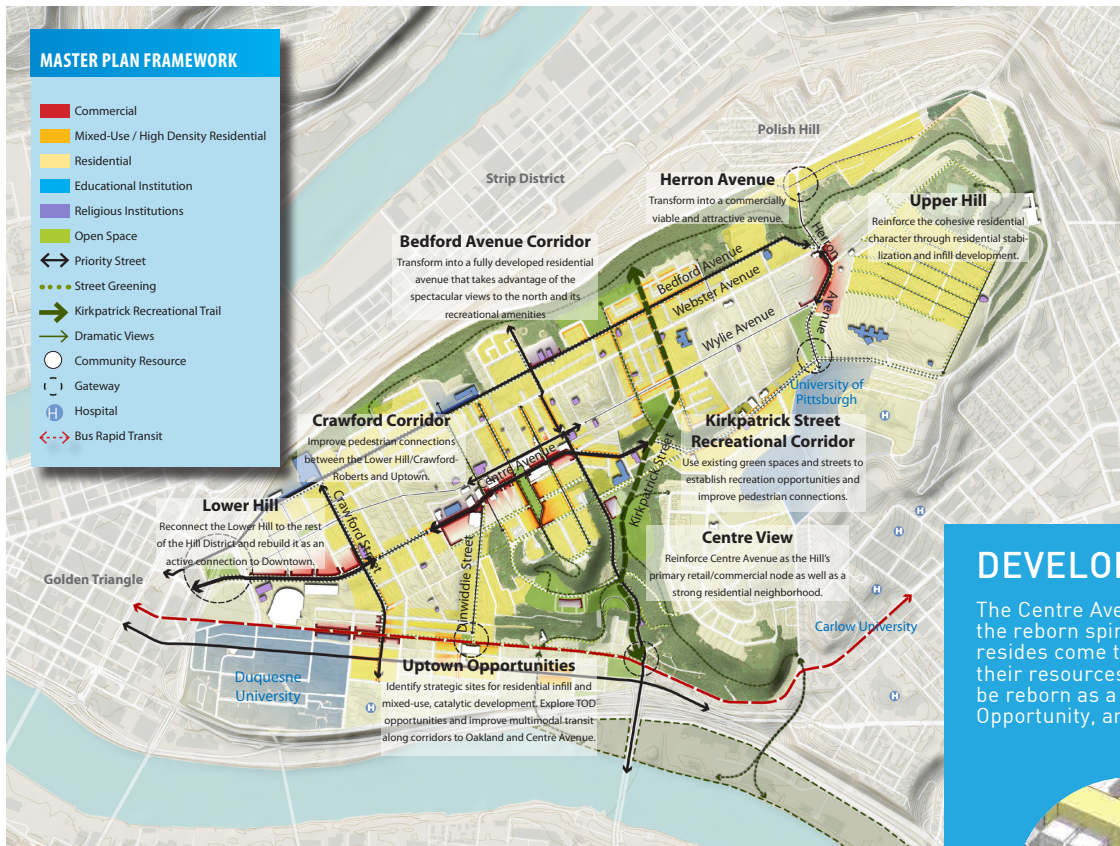 MASTER PLAN FRAMEWORK
Commercial
Mixed-Use / High Density Residential
Residential
Educational Institution
Religious Institutions
Open Space
Priority Street
Street Greening
Kirkpatrick Recreational Trail
Dramatic Views
Community Resource
Gateway
H
Hospital
Bus Rapid Transit
Polish Hill
Strip District
Herron Avenue
Transform into a commercially
viable and attractive avenue.
Upper Hill
Reinforce the cohesive residential
character through residential stabi-
lization and infill development.
Bedford Avenue Corridor
Transform into a fully developed residential
avenue that takes advantage of the
spectacular views to the north and its
recreational amenities
Herron
Avenue
Bedford Avenue
Webster Avenue
Wylie Avenue
University of
Pittsburgh
H
Crawford Corridor
Improve pedestrian connections
between the Lower Hill/Crawford-
Roberts and Uptown.
Centre Avenue
Kirkpatrick Street
Recreational Corridor
Use existing green spaces and streets to
establish recreation opportunities and
improve pedestrian connections.
Kirkpatrick Street
Lower Hill
Reconnect the Lower Hill to the rest
of the Hill District and rebuild it as an
active connection to Downtown.
Crawford Street
Dinwiddie Street
H
H
Centre View
Reinforce Centre Avenue as the Hill's
primary retail/commercial node as well as a
strong residential neighborhood.
Golden Triangle
H
Carlow University
Uptown Opportunities
Identify strategic sites for residential infill and
mixed-use, catalytic development. Explore TOD
opportunities and improve multimodal transit
along corridors to Oakland and Centre Avenue.
Duquesne
University
H
H
DEVELO
The Centre Ave
the reborn spi
resides come t
their resources
be reborn as a
Opportunity, an